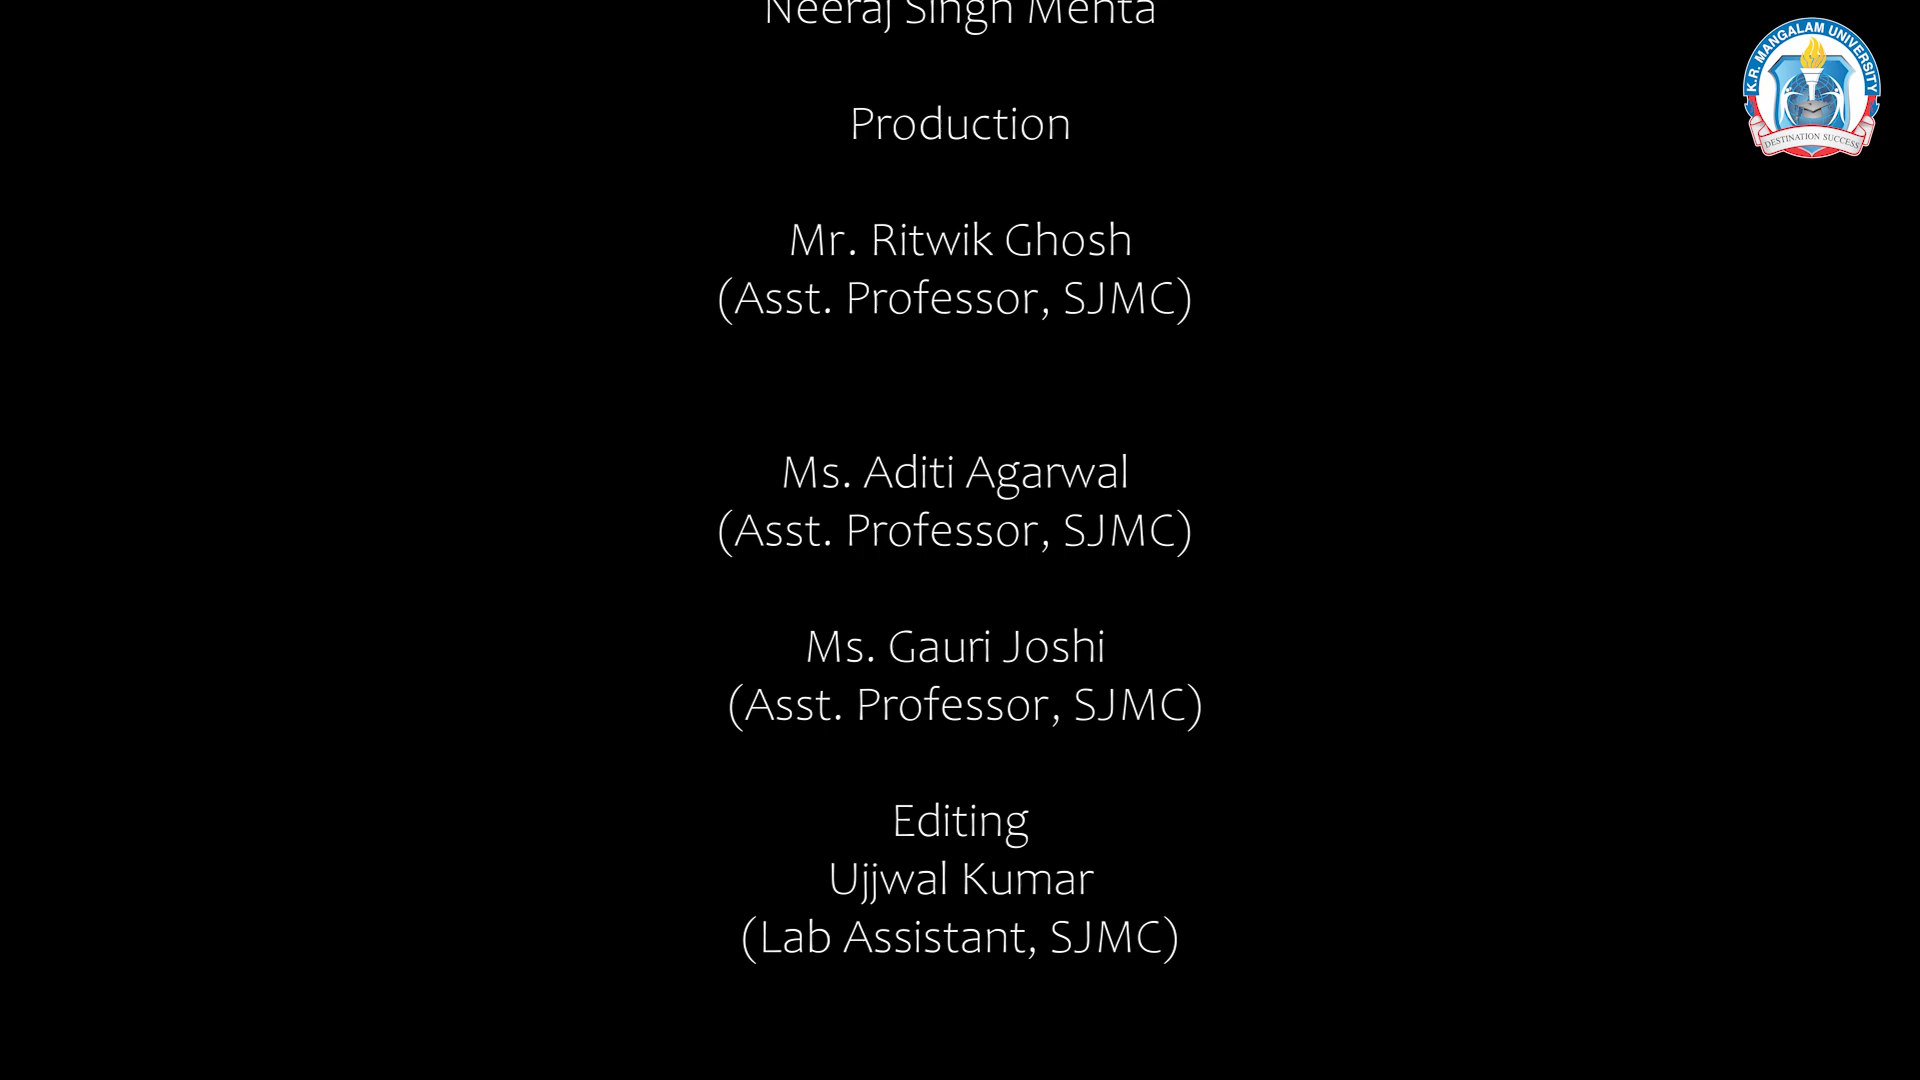 Neeraj Singh Mehta
K.R. MANGALAM UNIVERSITY
DESTINATION SUCCESS
Production
Mr. Ritwik Ghosh
(Asst. Professor, SJMC)
Ms. Aditi Agarwal
(Asst. Professor, SJMC)
Ms. Gauri Joshi
(Asst. Professor, SJMC)
Editing
Ujjwal Kumar
(Lab Assistant, SJMC)